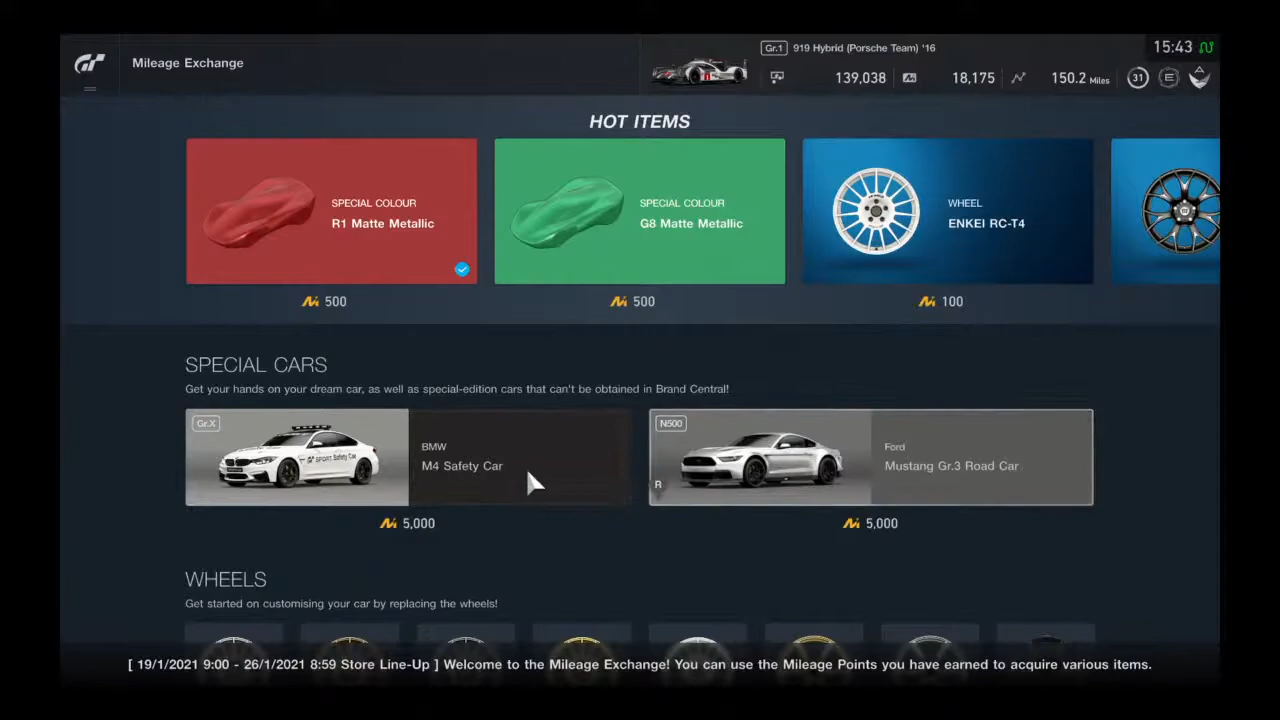 Mileage Exchange
Gr.1 919 Hybrid (Porsche Team) '16
139,038 18,175 150.2 Miles 31 E
15:43
HOT ITEMS
SPECIAL COLOUR
R1 Matte Metallic
500
SPECIAL COLOUR
G8 Matte Metallic
500
WHEEL
ENKEI RC-T4
100
SPECIAL CARS
Get your hands on your dream car, as well as special-edition cars that can't be obtained in Brand Central!
Gr.X
BMW
M4 Safety Car
5,000
N500
R
Ford
Mustang Gr.3 Road Car
5,000
WHEELS
Get started on customising your car by replacing the wheels!
[ 19/1/2021 9:00 - 26/1/2021 8:59 Store Line-Up ] Welcome to the Mileage Exchange! You can use the Mileage Points you have earned to acquire various items.